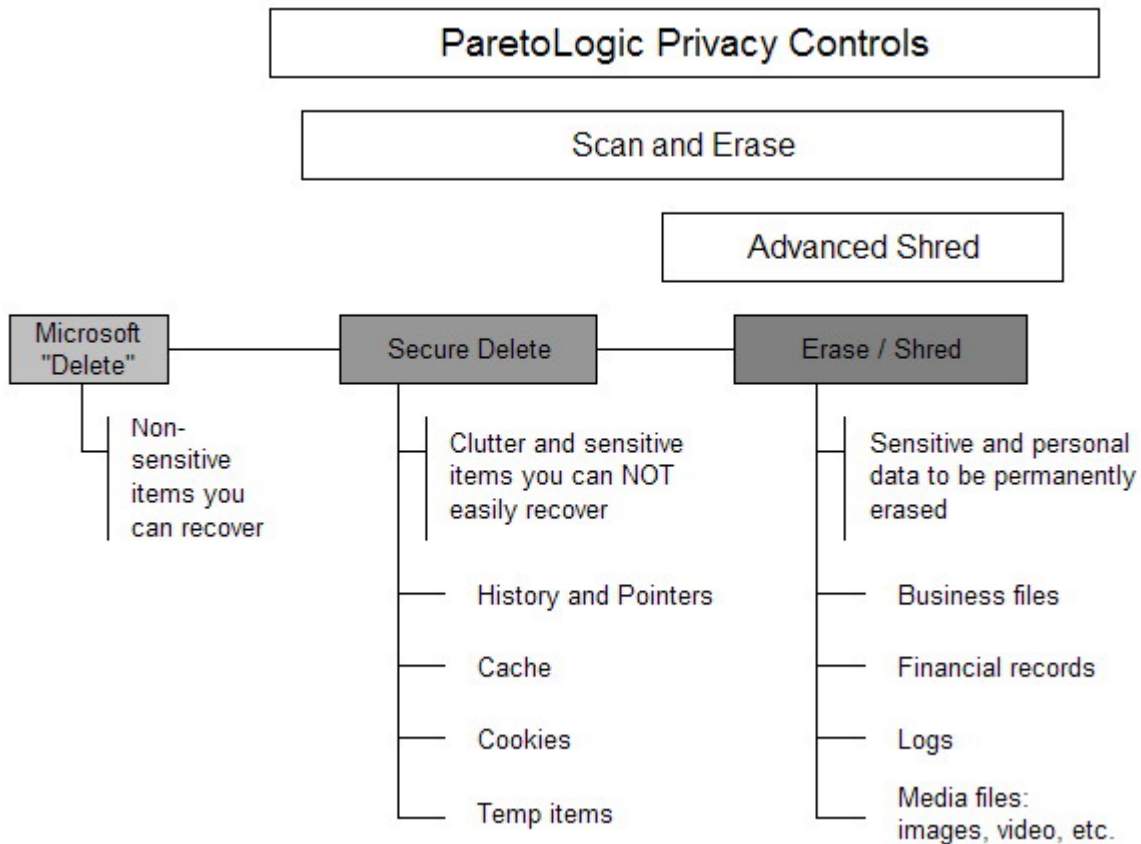 ParetoLogic Privacy Controls
Scan and Erase
Advanced Shred
Microsoft
"Delete"
Non-
sensitive
items you
can recover
Secure Delete
Clutter and sensitive
items you can NOT
easily recover
History and Pointers
Cache
Cookies
Temp items
Erase / Shred
Sensitive and personal
data to be permanently
erased
Business files
Financial records
Logs
Media files:
images, video, etc.